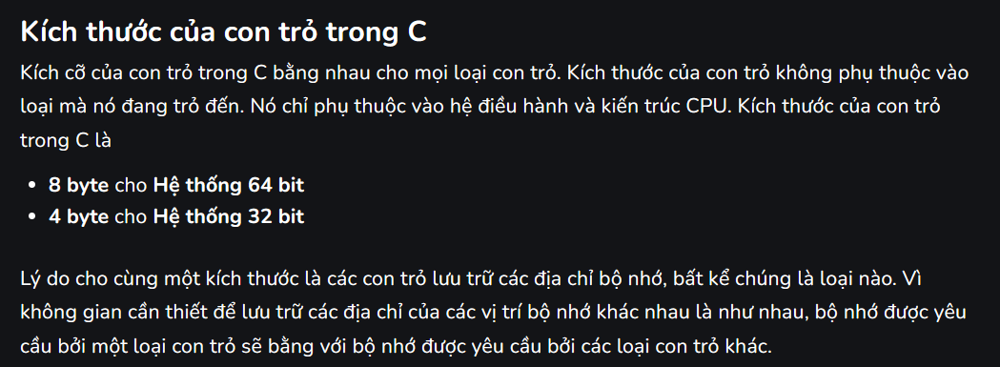 Kích thước của con trỏ trong C
Kích cỡ của con trỏ trong C bằng nhau cho mọi loại con trỏ. Kích thước của con trỏ không phụ thuộc vào
loại mà nó đang trỏ đến. Nó chỉ phụ thuộc vào hệ điều hành và kiến trúc CPU. Kích thước của con trỏ
trong C là
• 8 byte cho Hệ thống 64 bit
• 4 byte cho Hệ thống 32 bit
Lý do cho cùng một kích thước là các con trỏ lưu trữ các địa chỉ bộ nhớ, bất kể chúng là loại nào. Vì
không gian cần thiết để lưu trữ các địa chỉ của các vị trí bộ nhớ khác nhau là như nhau, bộ nhớ được yêu
cầu bởi một loại con trỏ sẽ bằng với bộ nhớ được yêu cầu bởi các loại con trỏ khác.